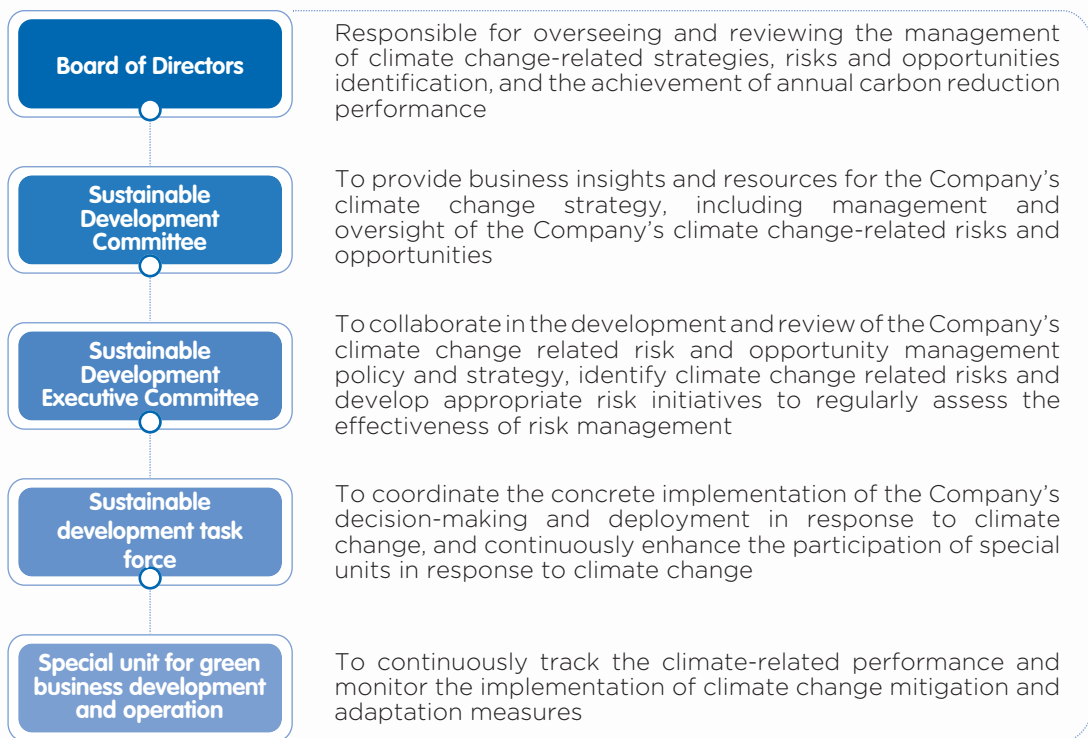 Board of Directors
Responsible for overseeing and reviewing the management
of climate change-related strategies, risks and opportunities
identification, and the achievement of annual carbon reduction
performance
Sustainable
Development
Committee
To provide business insights and resources for the Company’s
climate change strategy, including management and
oversight of the Company’s climate change-related risks and
opportunities
Sustainable
Development
Executive Committee
To collaborate in the development and review of the Company’s
climate change related risk and opportunity management
policy and strategy, identify climate change related risks and
develop appropriate risk initiatives to regularly assess the
effectiveness of risk management
Sustainable
development task
force
To coordinate the concrete implementation of the Company’s
decision-making and deployment in response to climate
change, and continuously enhance the participation of special
units in response to climate change
Special unit for green
business development
and operation
To continuously track the climate-related performance and
monitor the implementation of climate change mitigation and
adaptation measures